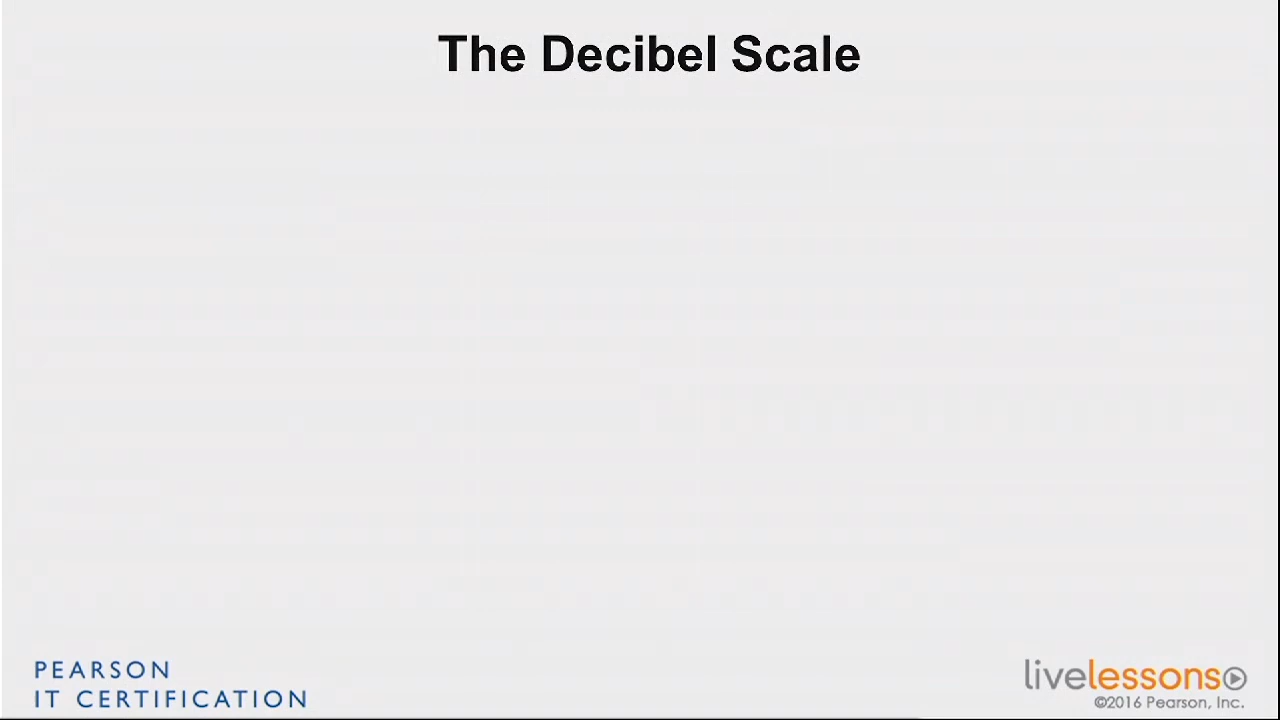 The Decibel Scale
PEARSON
IT CERTIFICATION
livelessons
©2016 Pearson, Inc.